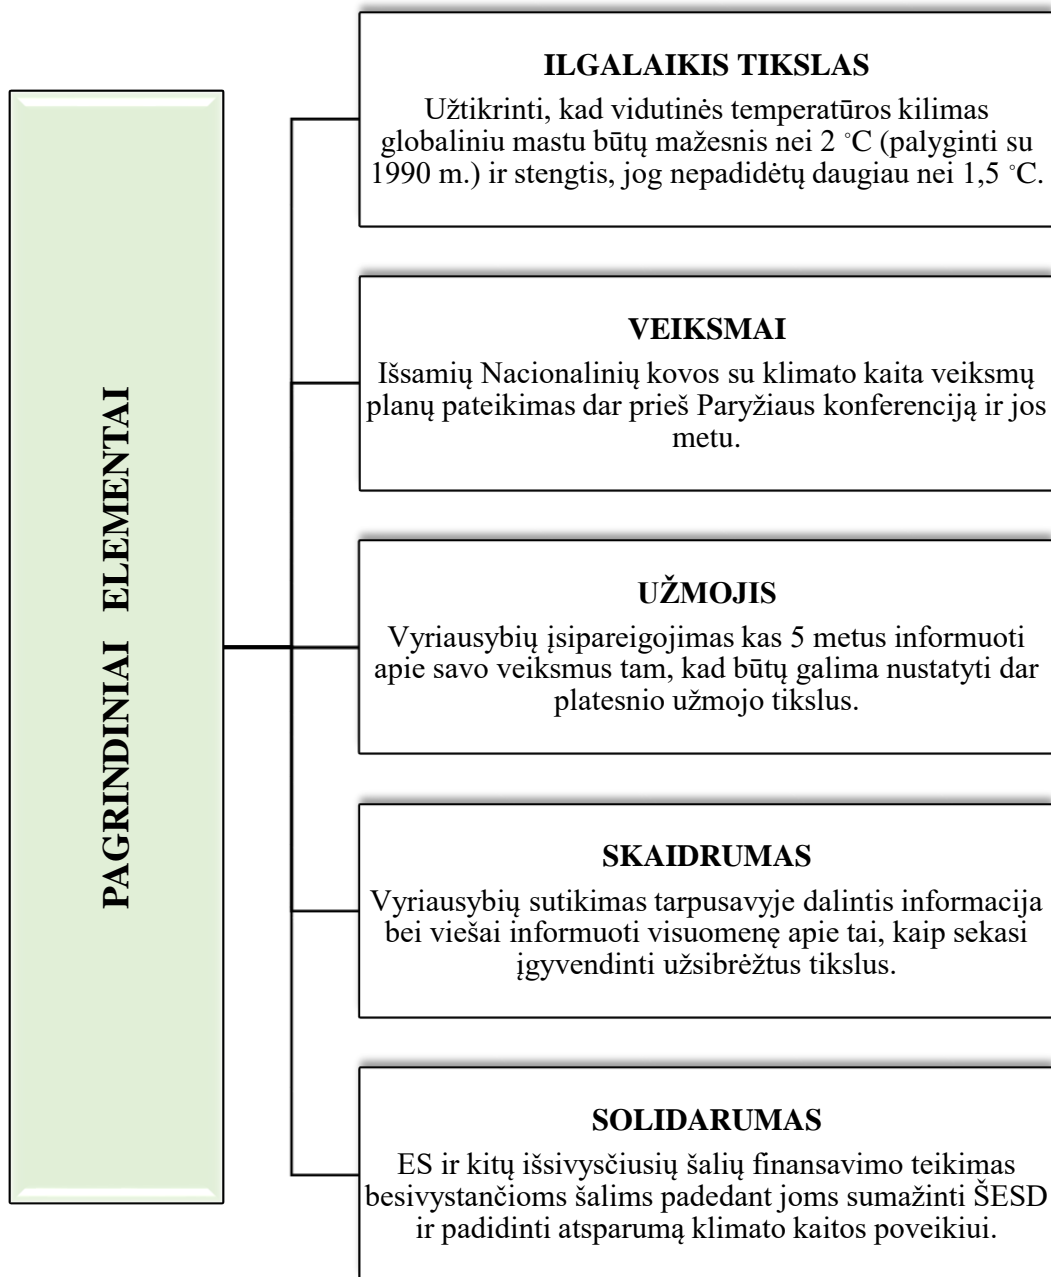 PAGRINDINIAI ELEMENTAI
ILGALAIKIS TIKSLAS
Užtikrinti, kad vidutinės temperatūros kilimas
globaliniu mastu būtų mažesnis nei 2 °C (palyginti su
1990 m.) ir stengtis, jog nepadidėtų daugiau nei 1,5 °C.
VEIKSMAI
Išsamių Nacionalinių kovos su klimato kaita veiksmų
planų pateikimas dar prieš Paryžiaus konferenciją ir jos
metu.
UŽMOJIS
Vyriausybių įsipareigojimas kas 5 metus informuoti
apie savo veiksmus tam, kad būtų galima nustatyti dar
platesnio užmojo tikslus.
SKAIDRUMAS
Vyriausybių sutikimas tarpusavyje dalintis informacija
bei viešai informuoti visuomenę apie tai, kaip sekasi
įgyvendinti užsibrėžtus tikslus.
SOLIDARUMAS
ES ir kitų išsivysčiusių šalių finansavimo teikimas
besivystančioms šalims padedant joms sumažinti ŠESD
ir padidinti atsparumą klimato kaitos poveikiui.